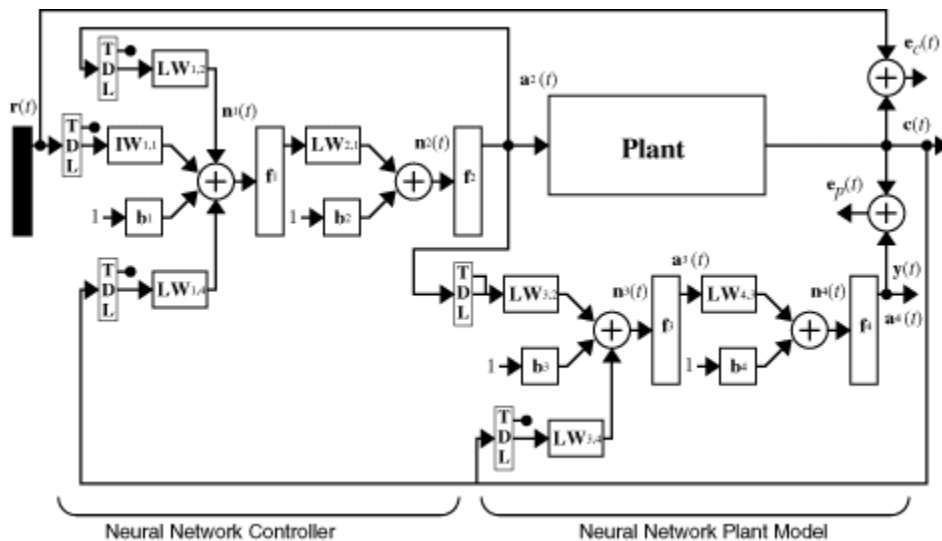 r(t)
T
D
L
LW1,2
n1(t)
T
D
L
IW1,1
1
b1
f1
LW2,1
n2(t)
1
b2
f2
a2(t)
Plant
ec(t)
c(t)
ep(t)
T
D
L
LW1,4
T
D
L
LW3,2
n3(t)
1
b3
f3
a3(t)
LW4,3
n4(t)
1
b4
f4
y(t)
a4(t)
T
D
L
LW3,4
Neural Network Controller
Neural Network Plant Model